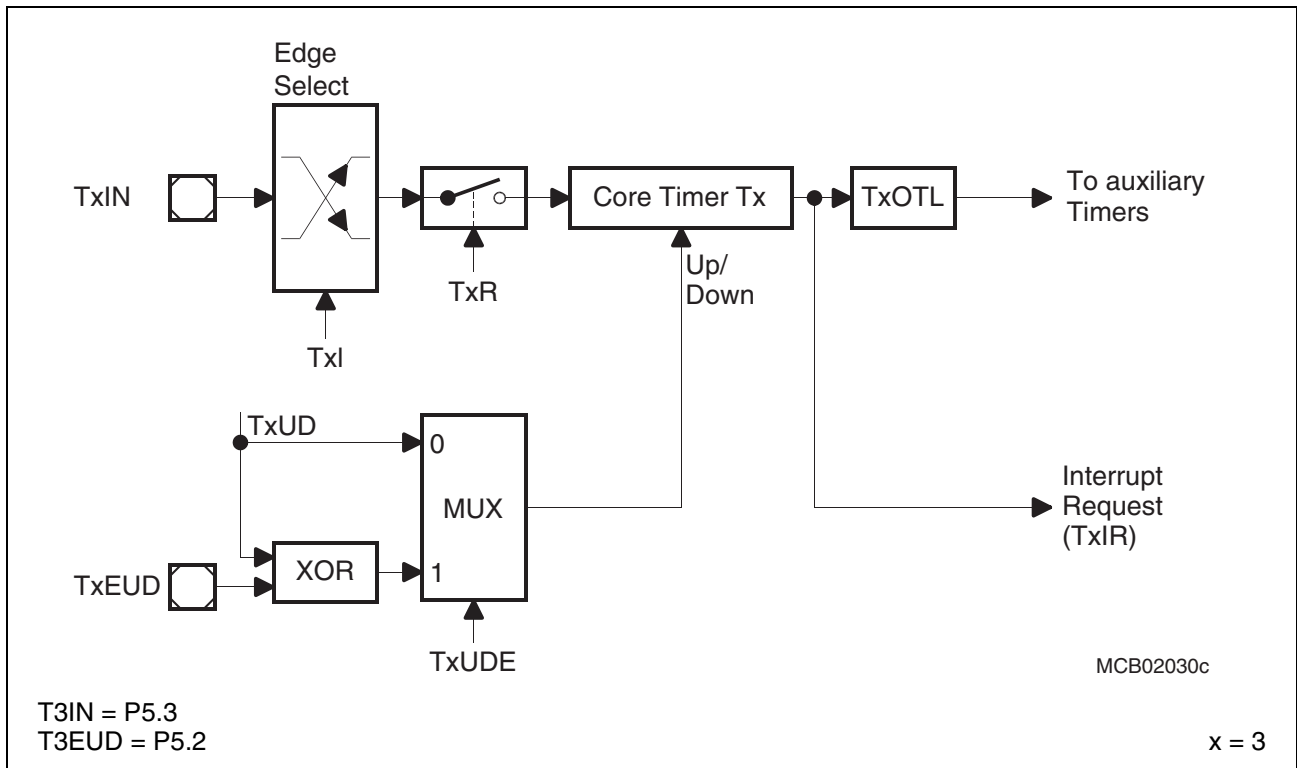 Edge
Select
TxIN
Core Timer Tx
TxOTL
To auxiliary
Timers
TxR
Up/
Down
TxI
TxUD
0
MUX
Interrupt
Request
(TxIR)
TxEUD
XOR
1
TxUDE
MCB02030c
T3IN = P5.3
T3EUD = P5.2
x = 3